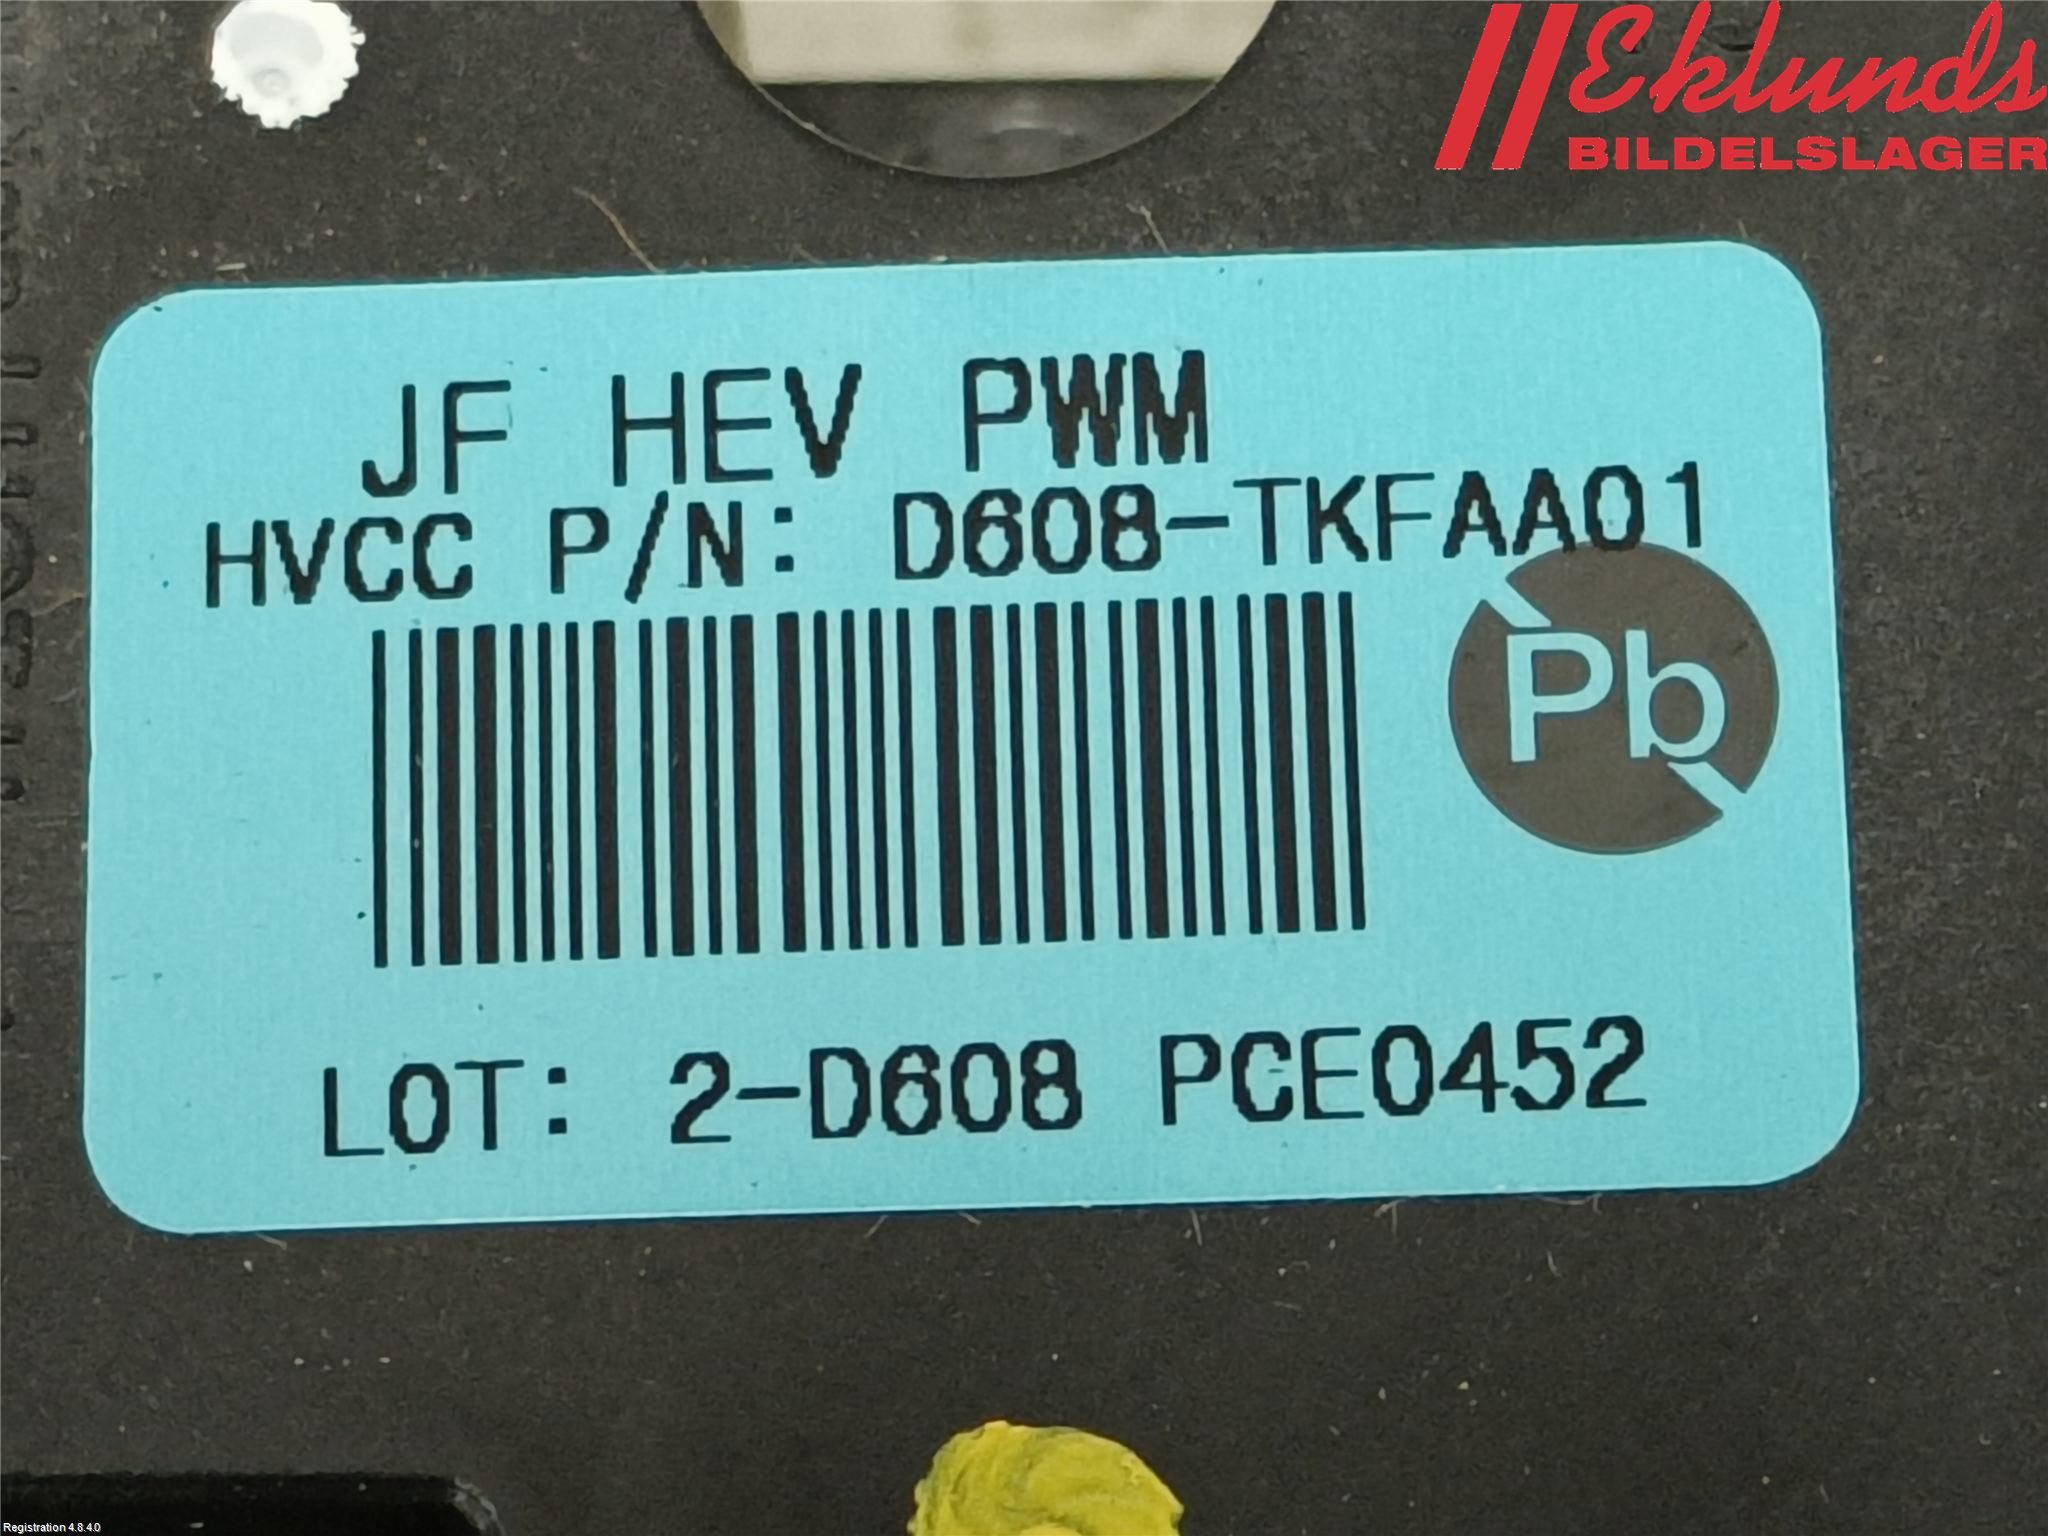 Eklunds
BILDELSLAGER
JF HEV PWM
HVCC P/N: D608-TKFAA01
Pb
LOT: 2-D608 PCE0452
Registration 4.8.4.0